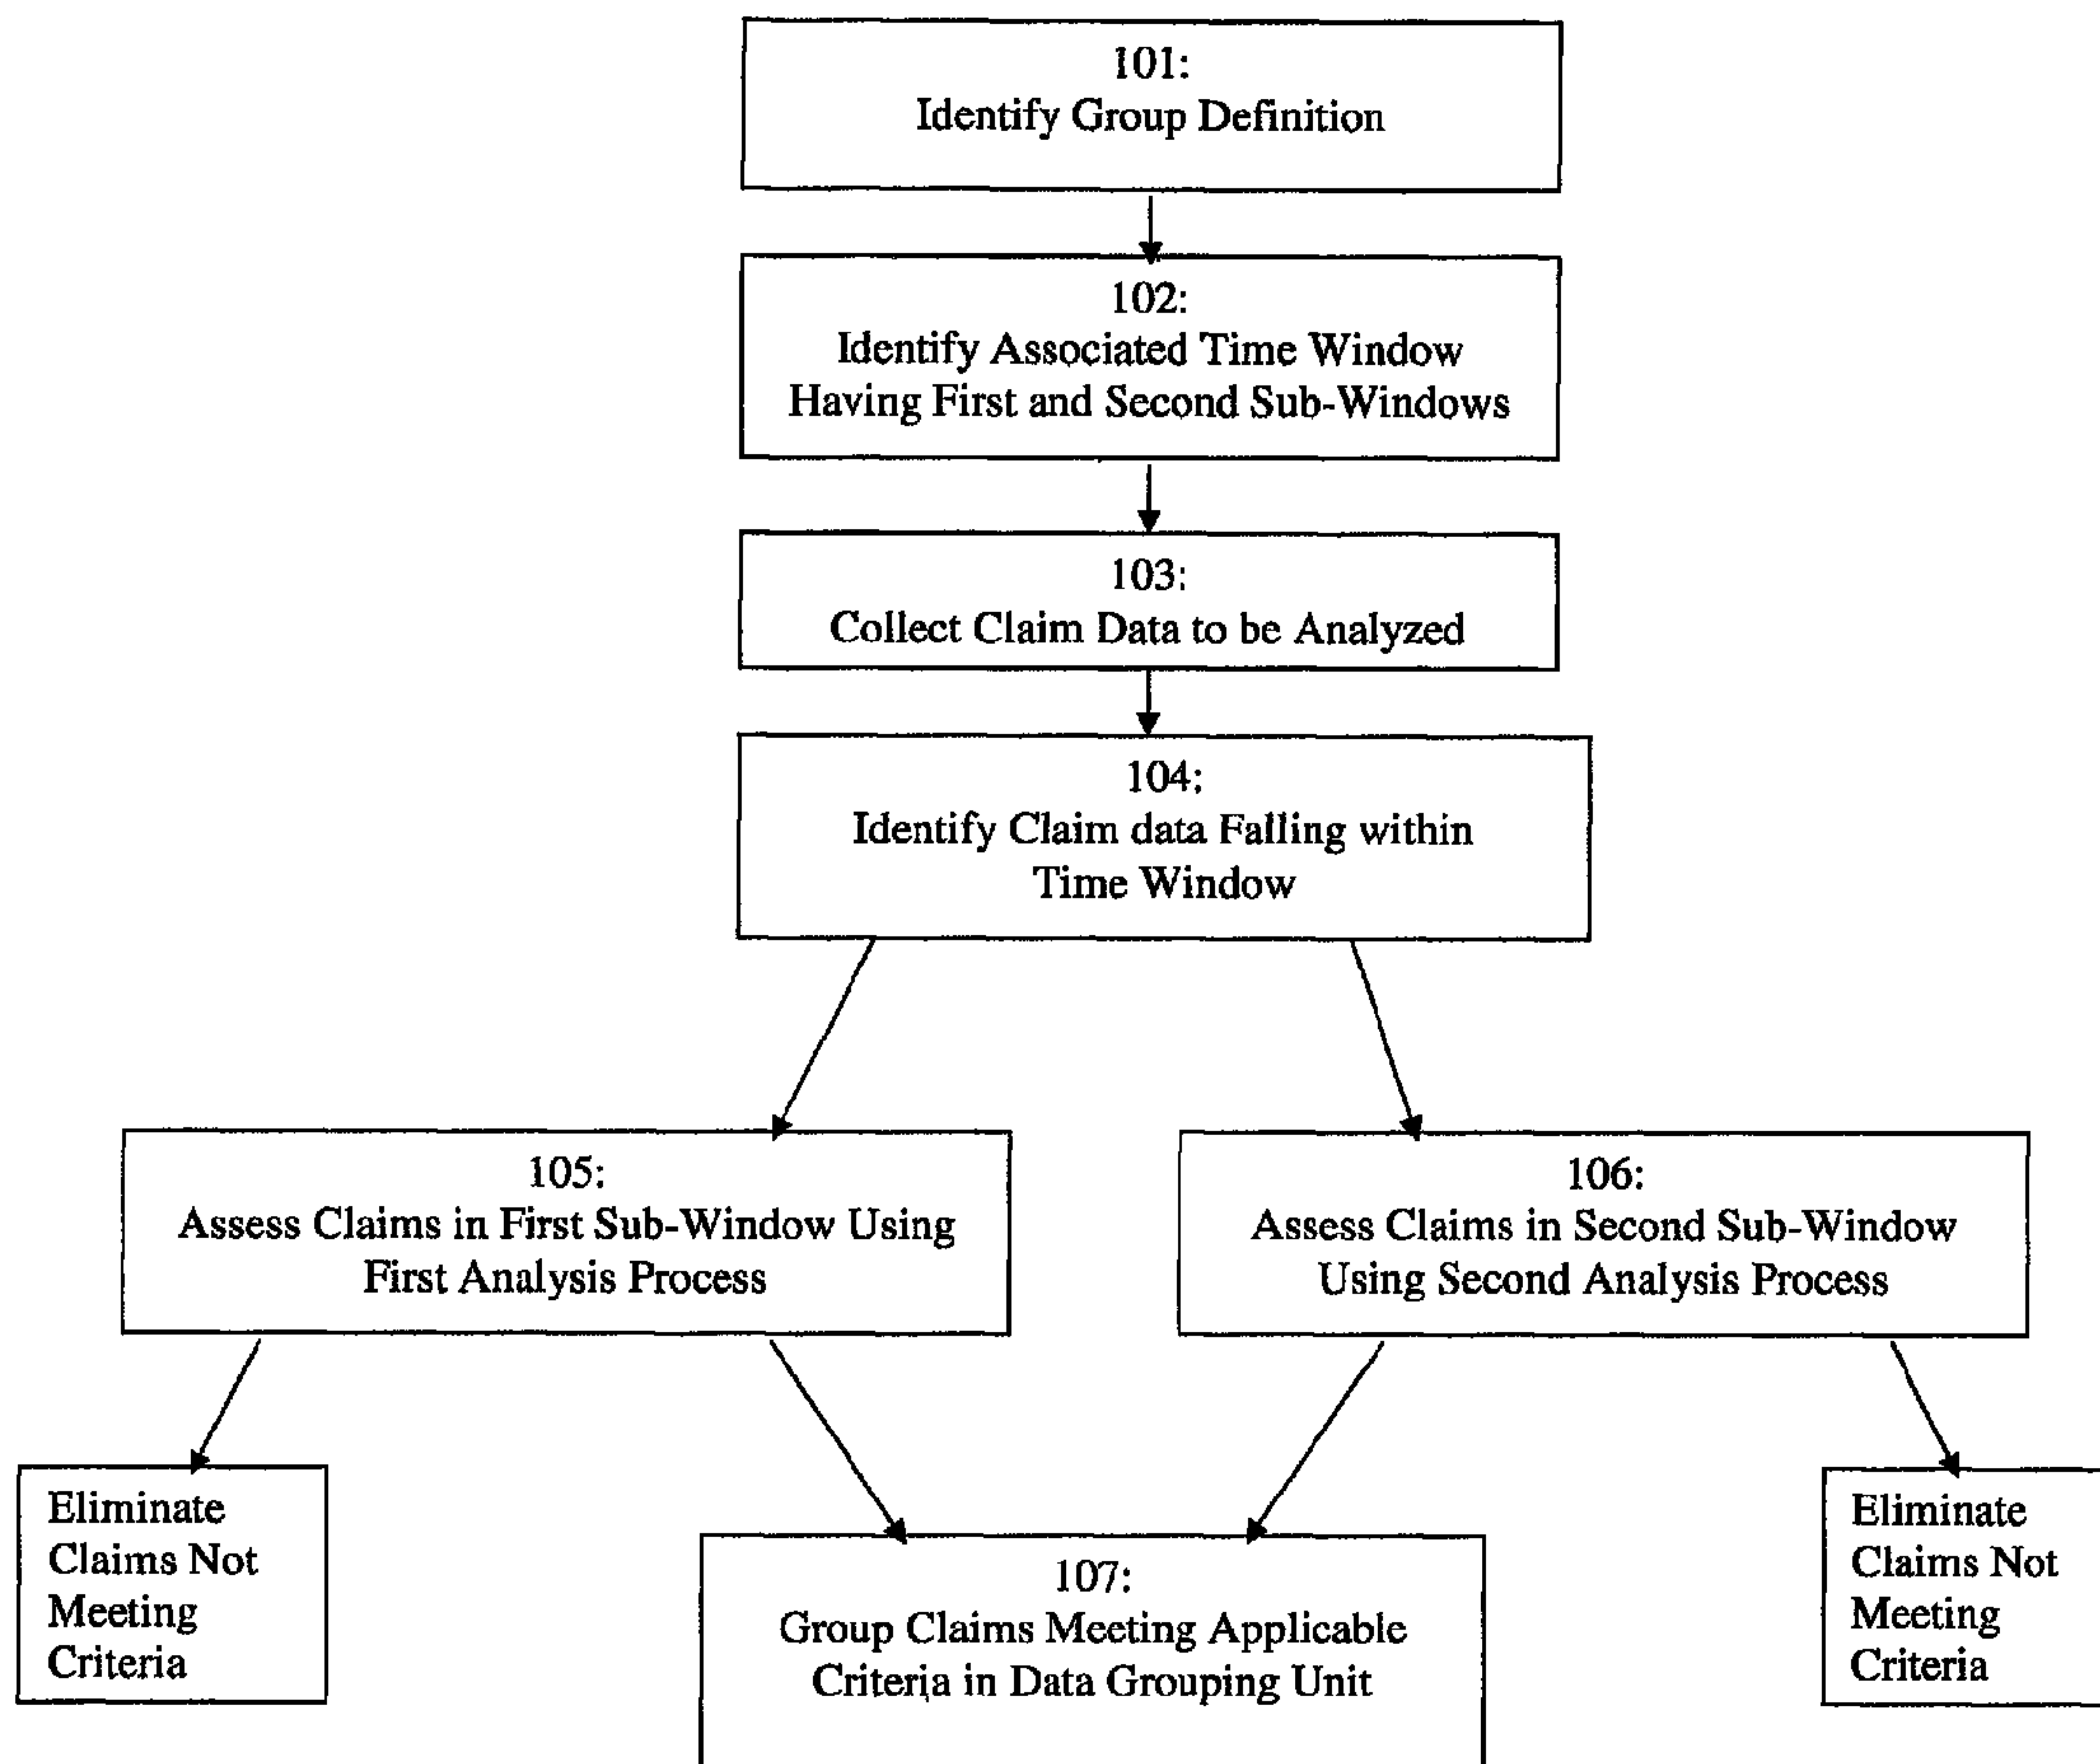 101:
Identify Group Definition
102:
Identify Associated Time Window
Having First and Second Sub-Windows
103:
Collect Claim Data to be Analyzed
104:
Identify Claim data Falling within
Time Window
105:
Assess Claims in First Sub-Window Using
First Analysis Process
106:
Assess Claims in Second Sub-Window
Using Second Analysis Process
Eliminate
Claims Not
Meeting
Criteria
107:
Group Claims Meeting Applicable
Criteria in Data Grouping Unit
Eliminate
Claims Not
Meeting
Criteria